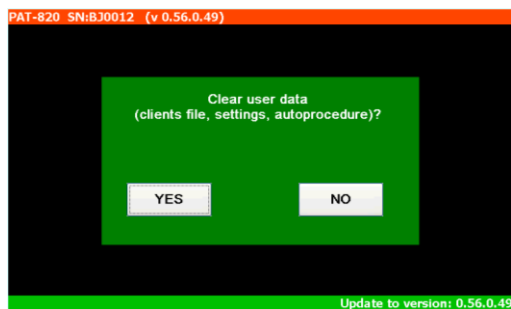 PAT-820 SN:BJ0012 (v 0.56.0.49)
Clear user data
(clients file, settings, autoprocedure)?
YES NO
Update to version: 0.56.0.49